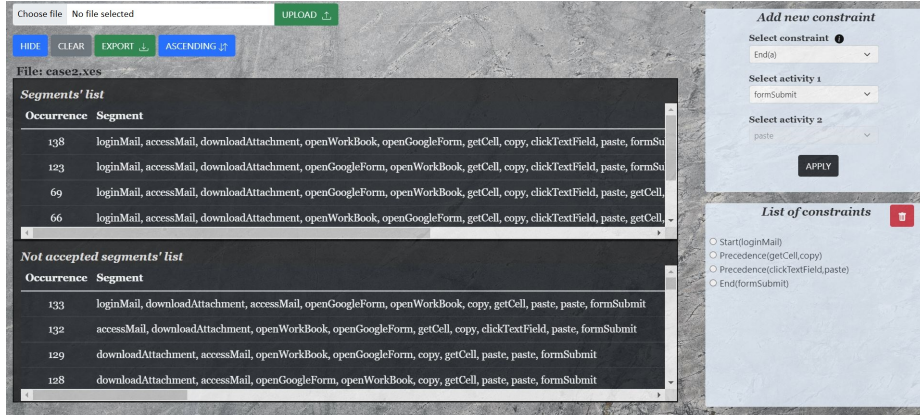 Choose file No file selected UPLOAD
HIDE CLEAR EXPORT ASCENDING
File: case2.xes
Segments' list
Occurrence Segment
138 loginMail, accessMail, downloadAttachment, openWorkBook, openGoogleForm, getCell, copy, clickTextField, paste, formSu
123 loginMail, accessMail, downloadAttachment, openWorkBook, openGoogleForm, getCell, copy, clickTextField, paste, formSu
69 loginMail, accessMail, downloadAttachment, openWorkBook, openGoogleForm, getCell, copy, clickTextField, paste, getCell,
66 loginMail, accessMail, downloadAttachment, openWorkBook, openGoogleForm, getCell, copy, clickTextField, paste, getCell,
Not accepted segments' list
Occurrence Segment
133 loginMail, downloadAttachment, accessMail, openGoogleForm, openWorkBook, copy, getCell, paste, paste, formSubmit
132 accessMail, downloadAttachment, openWorkBook, openGoogleForm, getCell, copy, clickTextField, paste, formSubmit
129 downloadAttachment, accessMail, openWorkBook, openGoogleForm, copy, getCell, paste, paste, formSubmit
128 downloadAttachment, accessMail, openGoogleForm, openWorkBook, copy, getCell, paste, paste, formSubmit
Add new constraint
Select constraint
End(a)
Select activity 1
formSubmit
Select activity 2
paste
APPLY
List of constraints
Start(loginMail)
Precedence(getCell,copy)
Precedence(clickTextField,paste)
End(formSubmit)